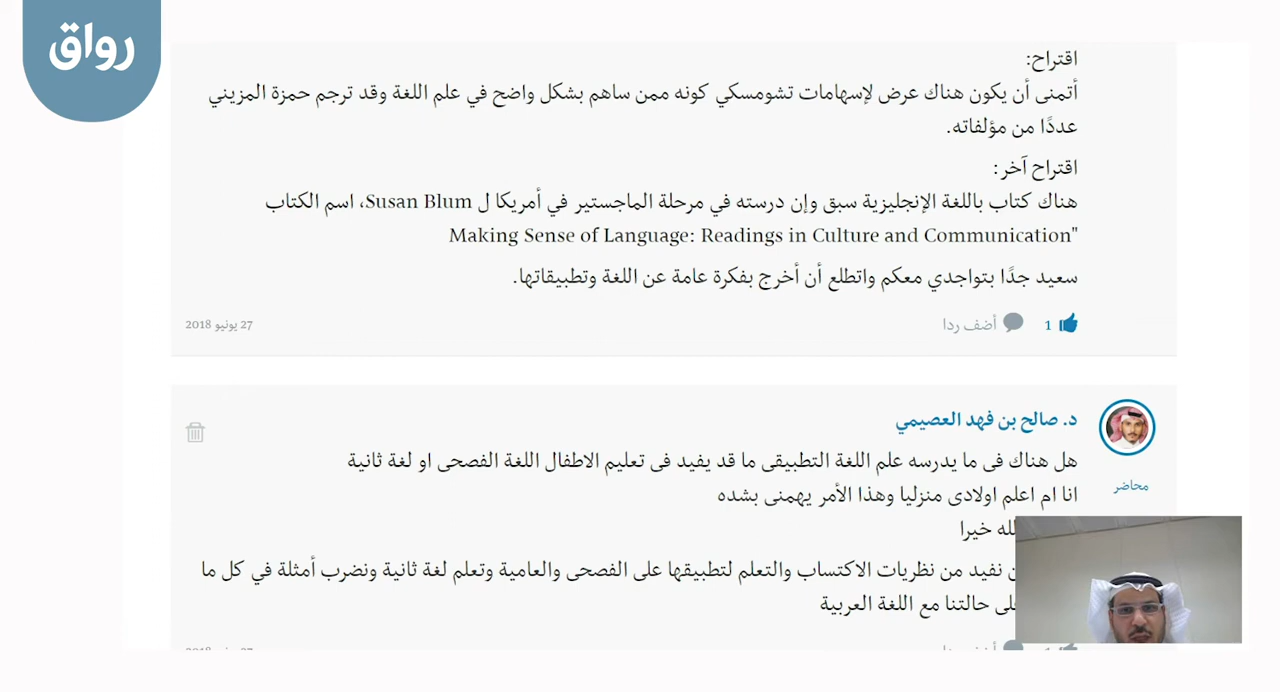 رواق
اقتراح:
أتمنى أن يكون هناك عرض لإسهامات تشومسكي كونه ممن ساهم بشكل واضح في علم اللغة وقد ترجم حمزة المزيني
عددًا من مؤلفاته.
اقتراح آخر:
هناك كتاب باللغة الإنجليزية سبق وإن درسته في مرحلة الماجستير في أمريكا ل Susan Blum، اسم الكتاب
"Making Sense of Language: Readings in Culture and Communication
سعيد جدًا بتواجدي معكم واتطلع أن أخرج بفكرة عامة عن اللغة وتطبيقاتها.
1 أضف ردا
27 يونيو 2018
د. صالح بن فهد العصيمي
محاضر
هل هناك فى ما يدرسه علم اللغة التطبيقى ما قد يفيد فى تعليم الاطفال اللغة الفصحى او لغة ثانية
انا ام اعلم اولادى منزليا وهذا الأمر يهمنى بشده
لله خيرا
ن نفيد من نظريات الاكتساب والتعلم لتطبيقها على الفصحى والعامية وتعلم لغة ثانية ونضرب أمثلة في كل ما
حالتنا مع اللغة العربية